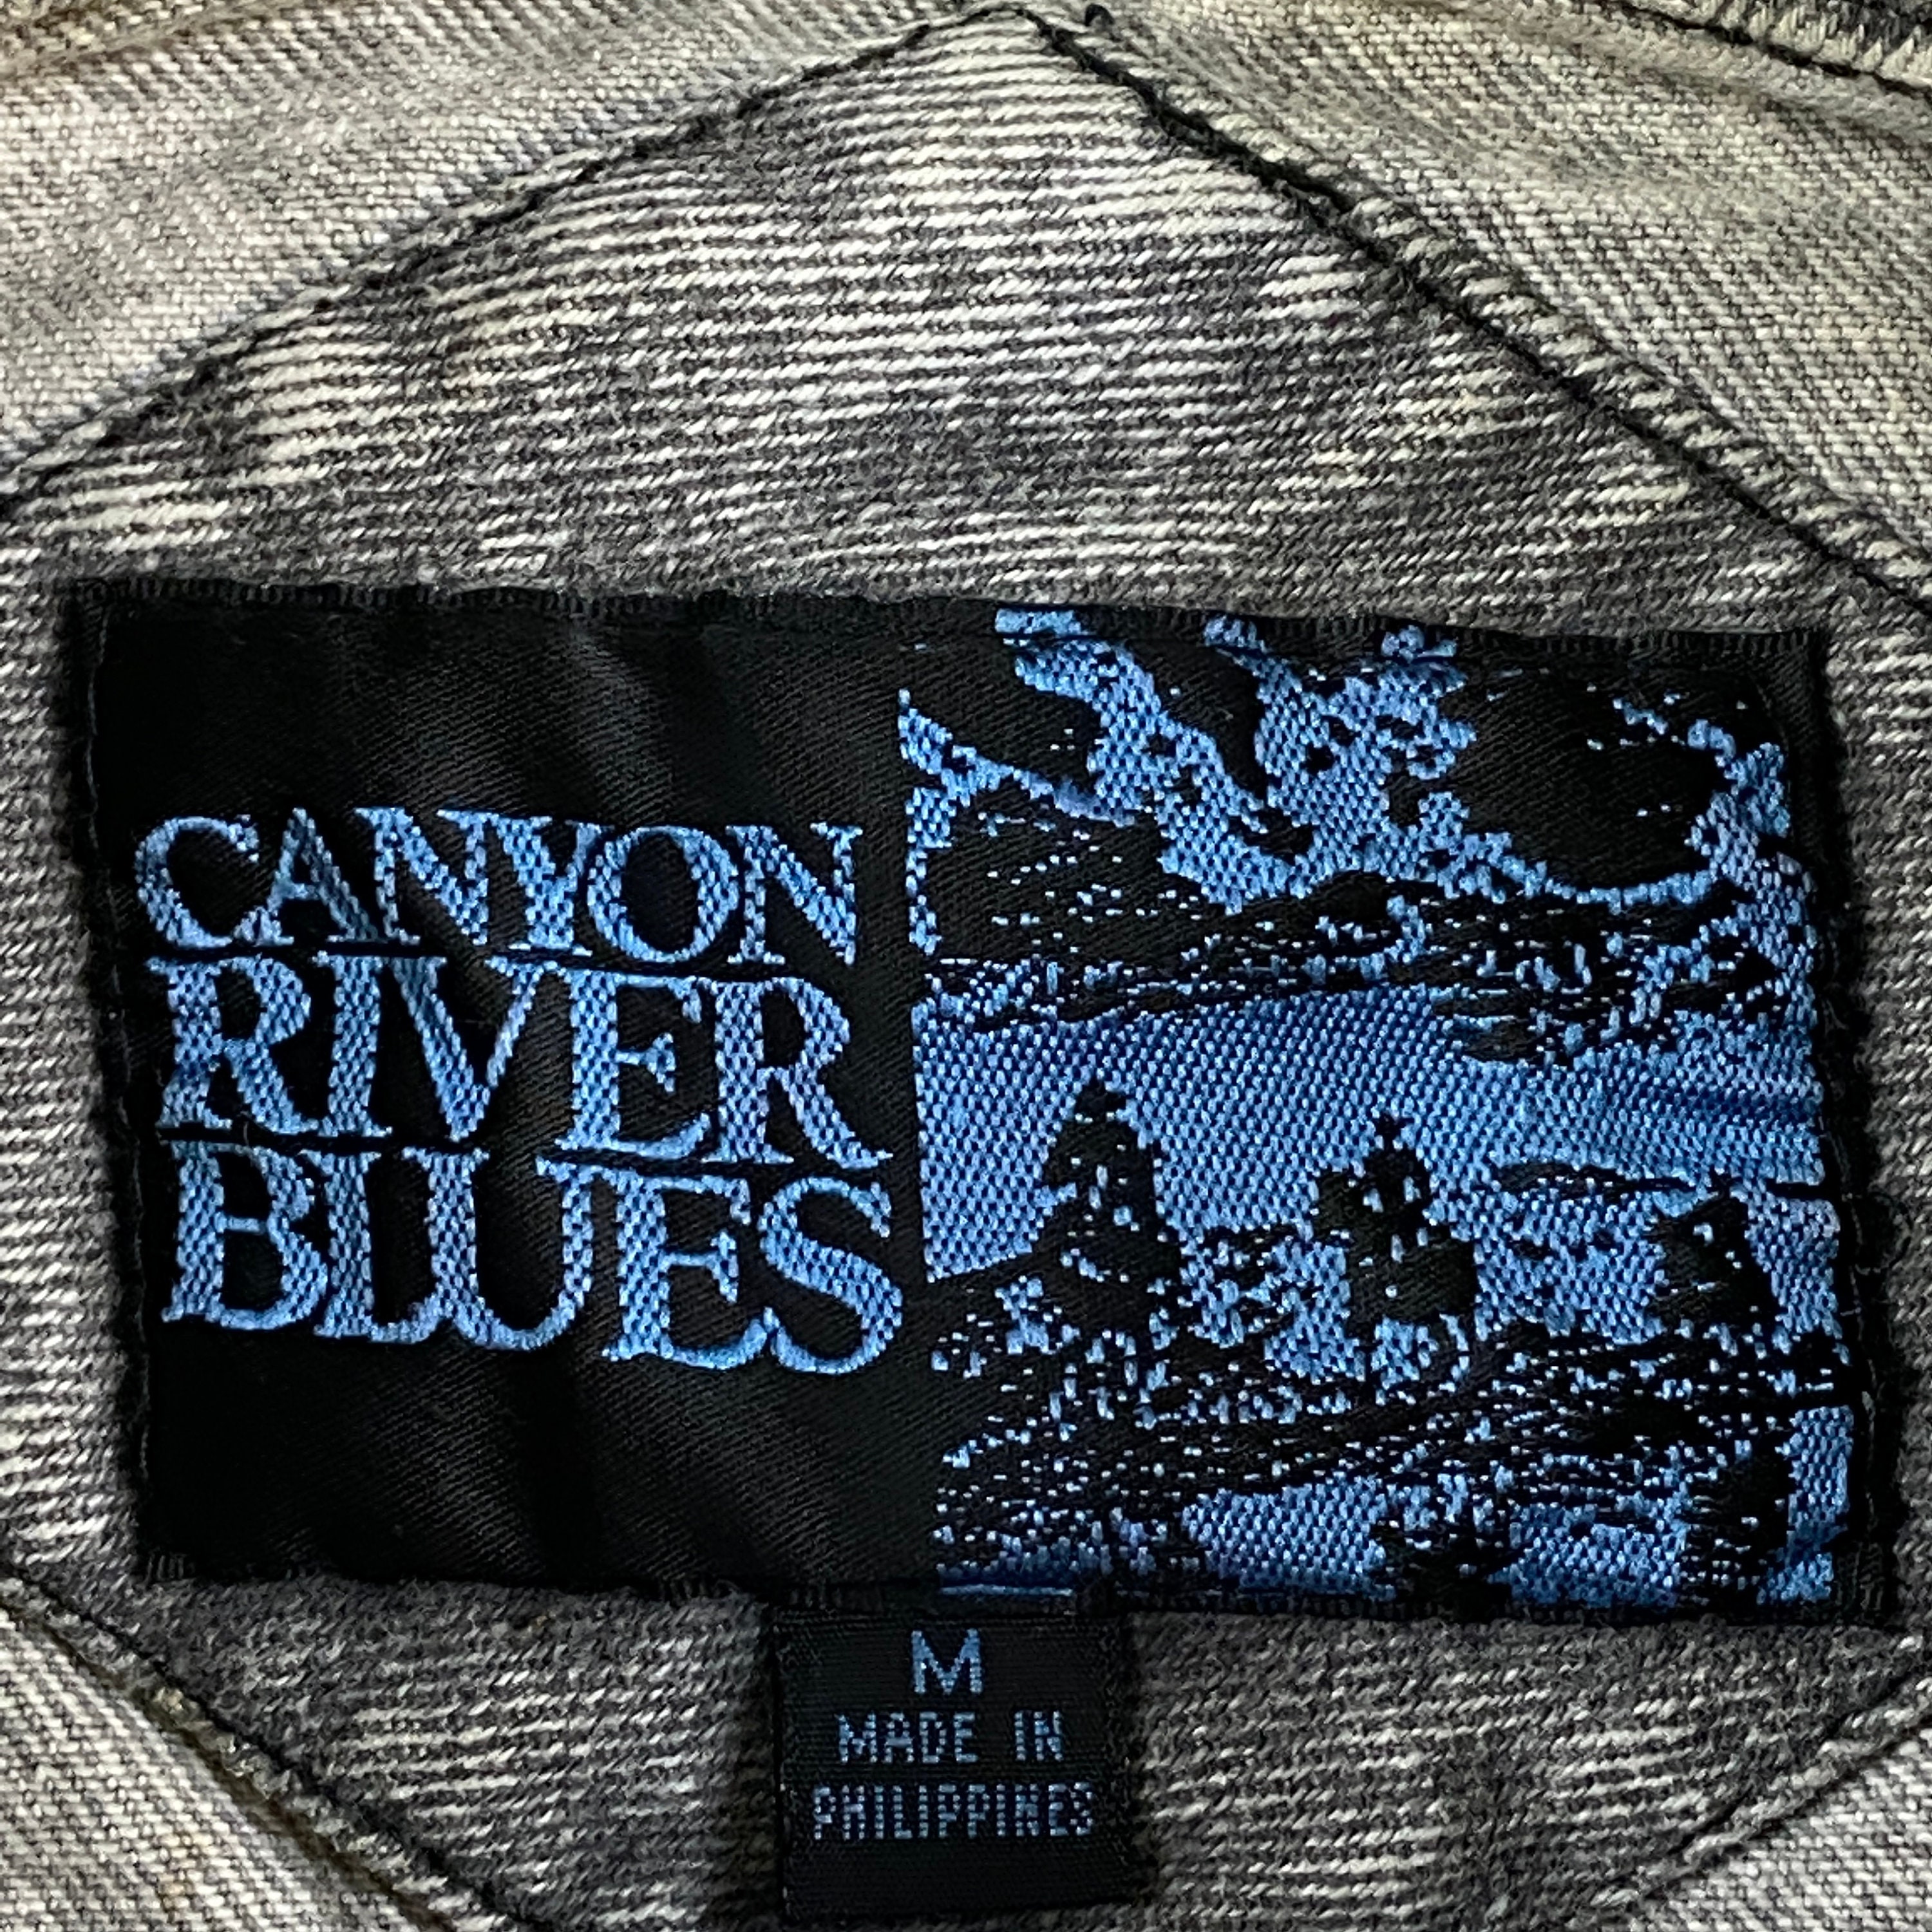 CANYON
RIVER
BLUES
M
MADE IN
PHILIPPINES